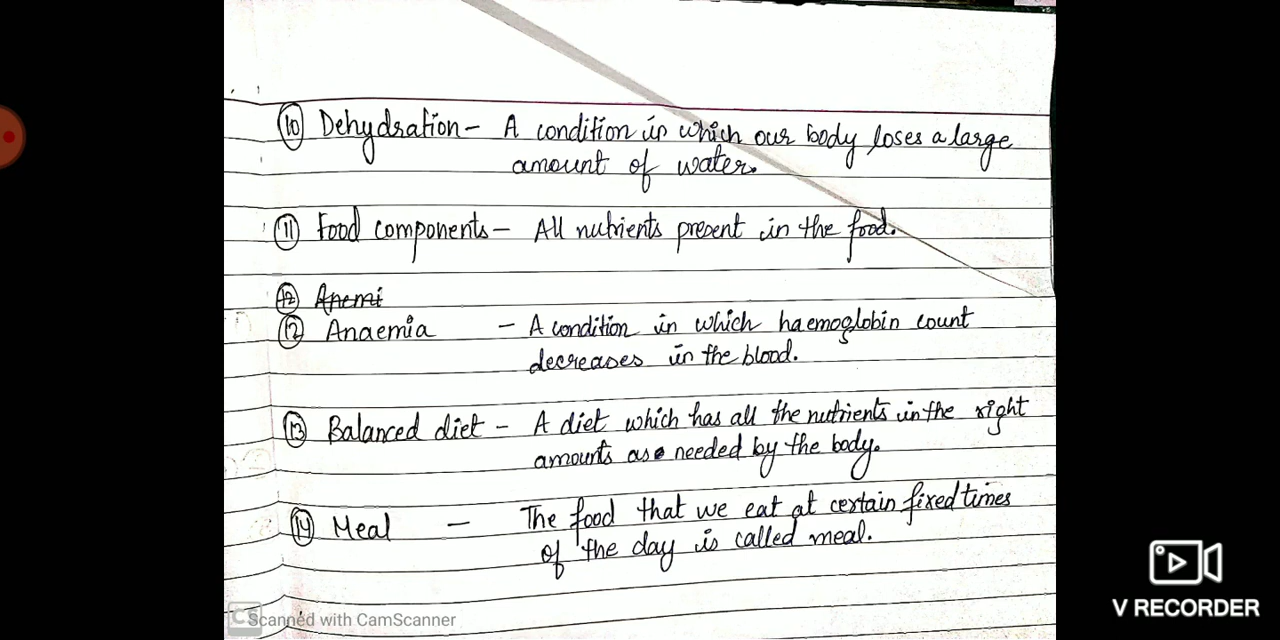 10 Dehydration - A condition in which our body loses a large
amount of water.
11 Food components - All nutrients present in the food.
12 Anemi
12 Anaemia - A condition in which haemoglobin count
decreases in the blood.
13 Balanced diet - A diet which has all the nutrients in the right
amounts as needed by the body.
14 Meal - The food that we eat at certain fixed times
of the day is called meal.
CS Scanned with CamScanner
V RECORDER